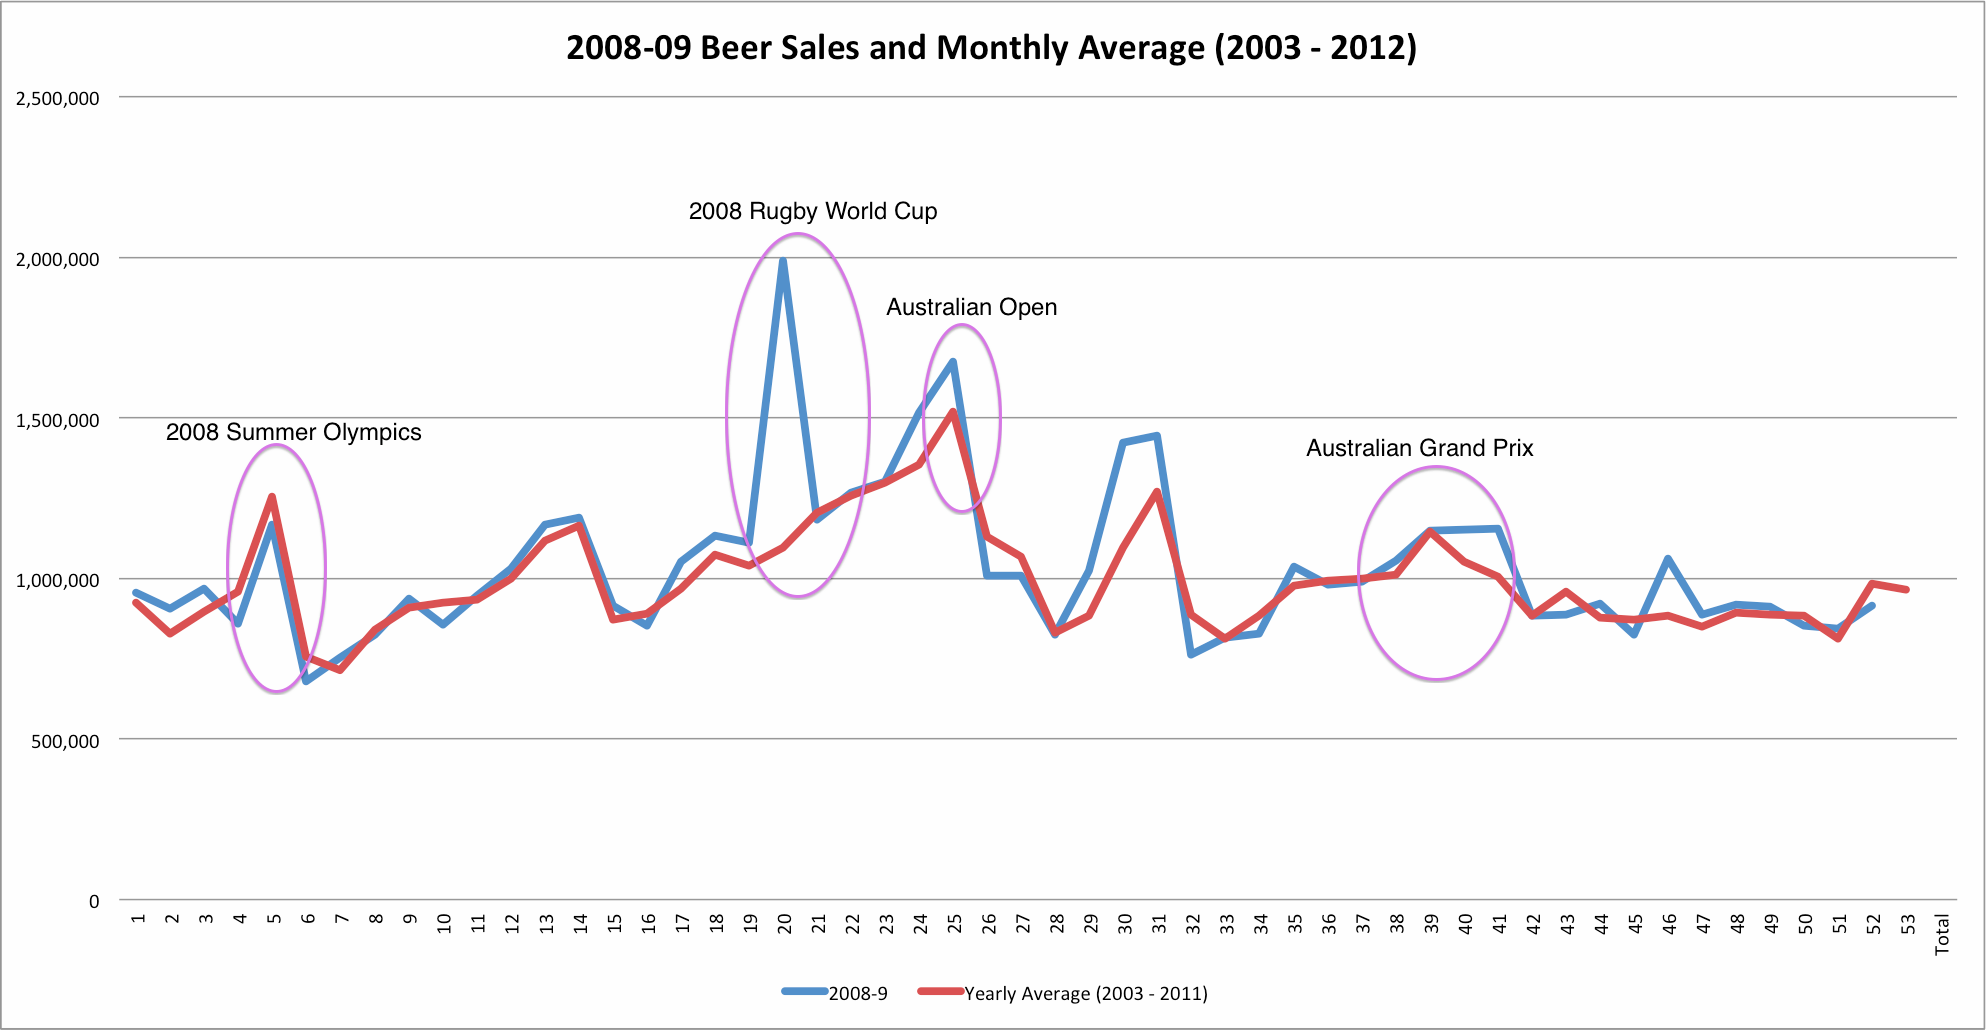 2008-09 Beer Sales and Monthly Average (2003 - 2012)
2,500,000
2,000,000
1,500,000
1,000,000
500,000
0
2008 Rugby World Cup
Australian Open
2008 Summer Olympics
Australian Grand Prix
1 2 3 4 5 6 7 8 9 10 11 12 13 14 15 16 17 18 19 20 21 22 23 24 25 26 27 28 29 30 31 32 33 34 35 36 37 38 39 40 41 42 43 44 45 46 47 48 49 50 51 52 53 Total
2008-9 Yearly Average (2003 - 2011)